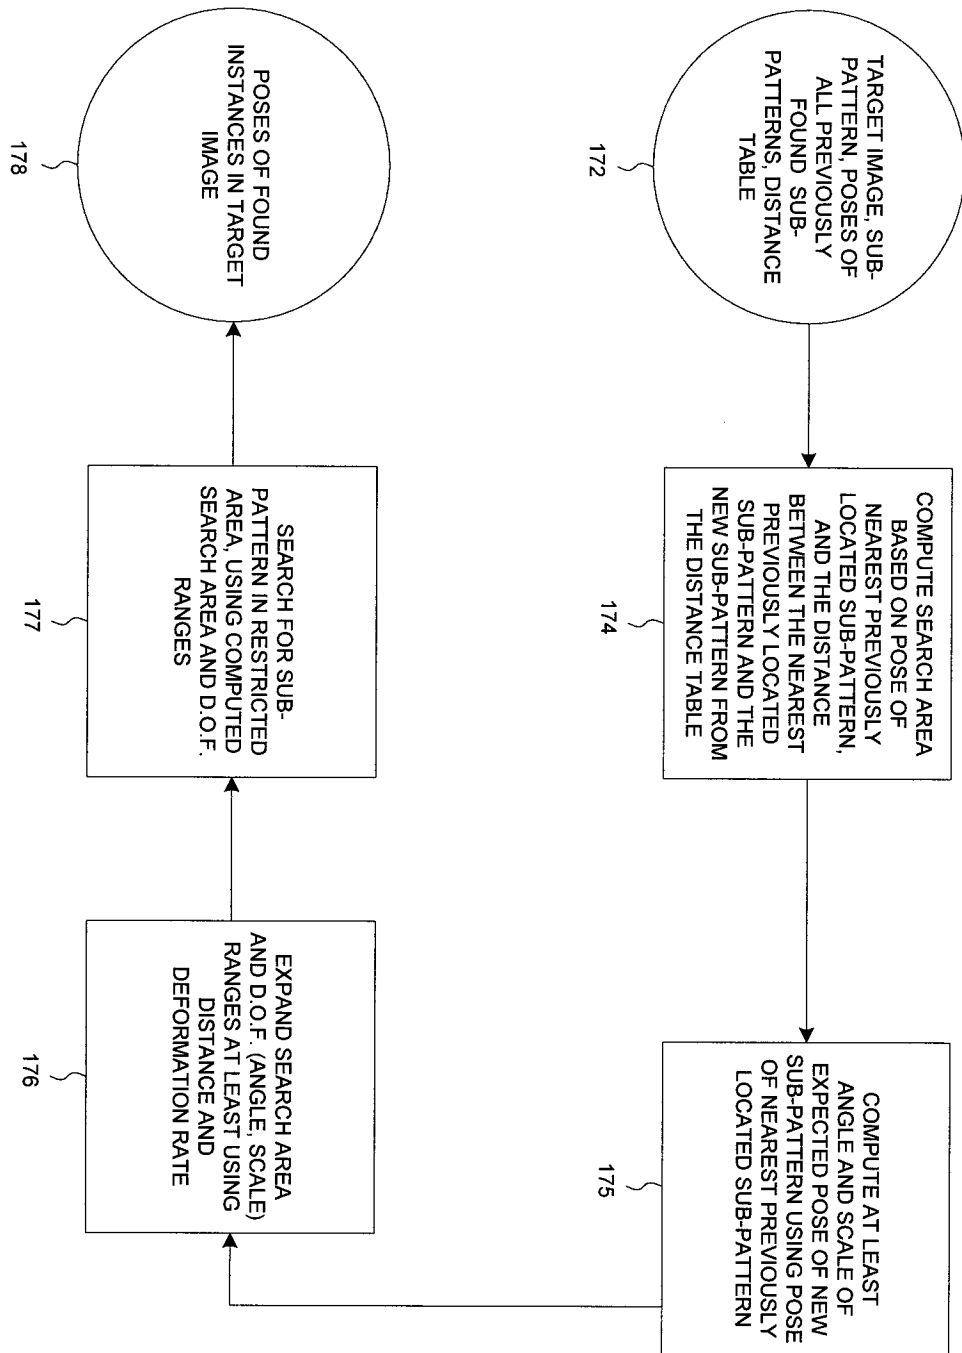 TARGET IMAGE, SUB-
PATTERN, POSES OF
ALL PREVIOUSLY
FOUND SUB-
PATTERNS, DISTANCE
TABLE
172
COMPUTE SEARCH AREA
BASED ON POSE OF
NEAREST PREVIOUSLY
LOCATED SUB-PATTERN,
AND THE DISTANCE
BETWEEN THE NEAREST
PREVIOUSLY LOCATED
SUB-PATTERN AND THE
NEW SUB-PATTERN FROM
THE DISTANCE TABLE
174
COMPUTE AT LEAST
ANGLE AND SCALE OF
EXPECTED POSE OF NEW
SUB-PATTERN USING POSE
OF NEAREST PREVIOUSLY
LOCATED SUB-PATTERN
175
EXPAND SEARCH AREA
AND D.O.F. (ANGLE, SCALE)
RANGES AT LEAST USING
DISTANCE AND
DEFORMATION RATE
176
SEARCH FOR SUB-
PATTERN IN RESTRICTED
AREA, USING COMPUTED
SEARCH AREA AND D.O.F.
RANGES
177
POSES OF FOUND
INSTANCES IN TARGET
IMAGE
178